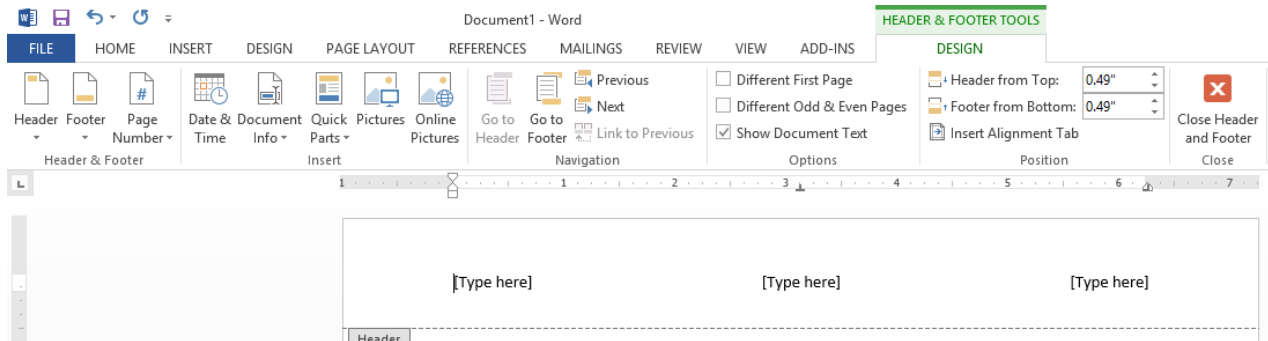 Document1 - Word
HEADER & FOOTER TOOLS
FILE HOME INSERT DESIGN PAGE LAYOUT REFERENCES MAILINGS REVIEW VIEW ADD-INS DESIGN
Previous Different First Page Header from Top: 0.49"
# Next Different Odd & Even Pages Footer from Bottom: 0.49"
Header Footer Page Date & Document Quick Pictures Online Go to Go to Link to Previous Show Document Text Insert Alignment Tab Close Header
Number Time Info Parts Pictures Header Footer and Footer
Header & Footer Insert Navigation Options Position Close
L 1 1 2 3 4 5 6 7
[Type here] [Type here] [Type here]
Header